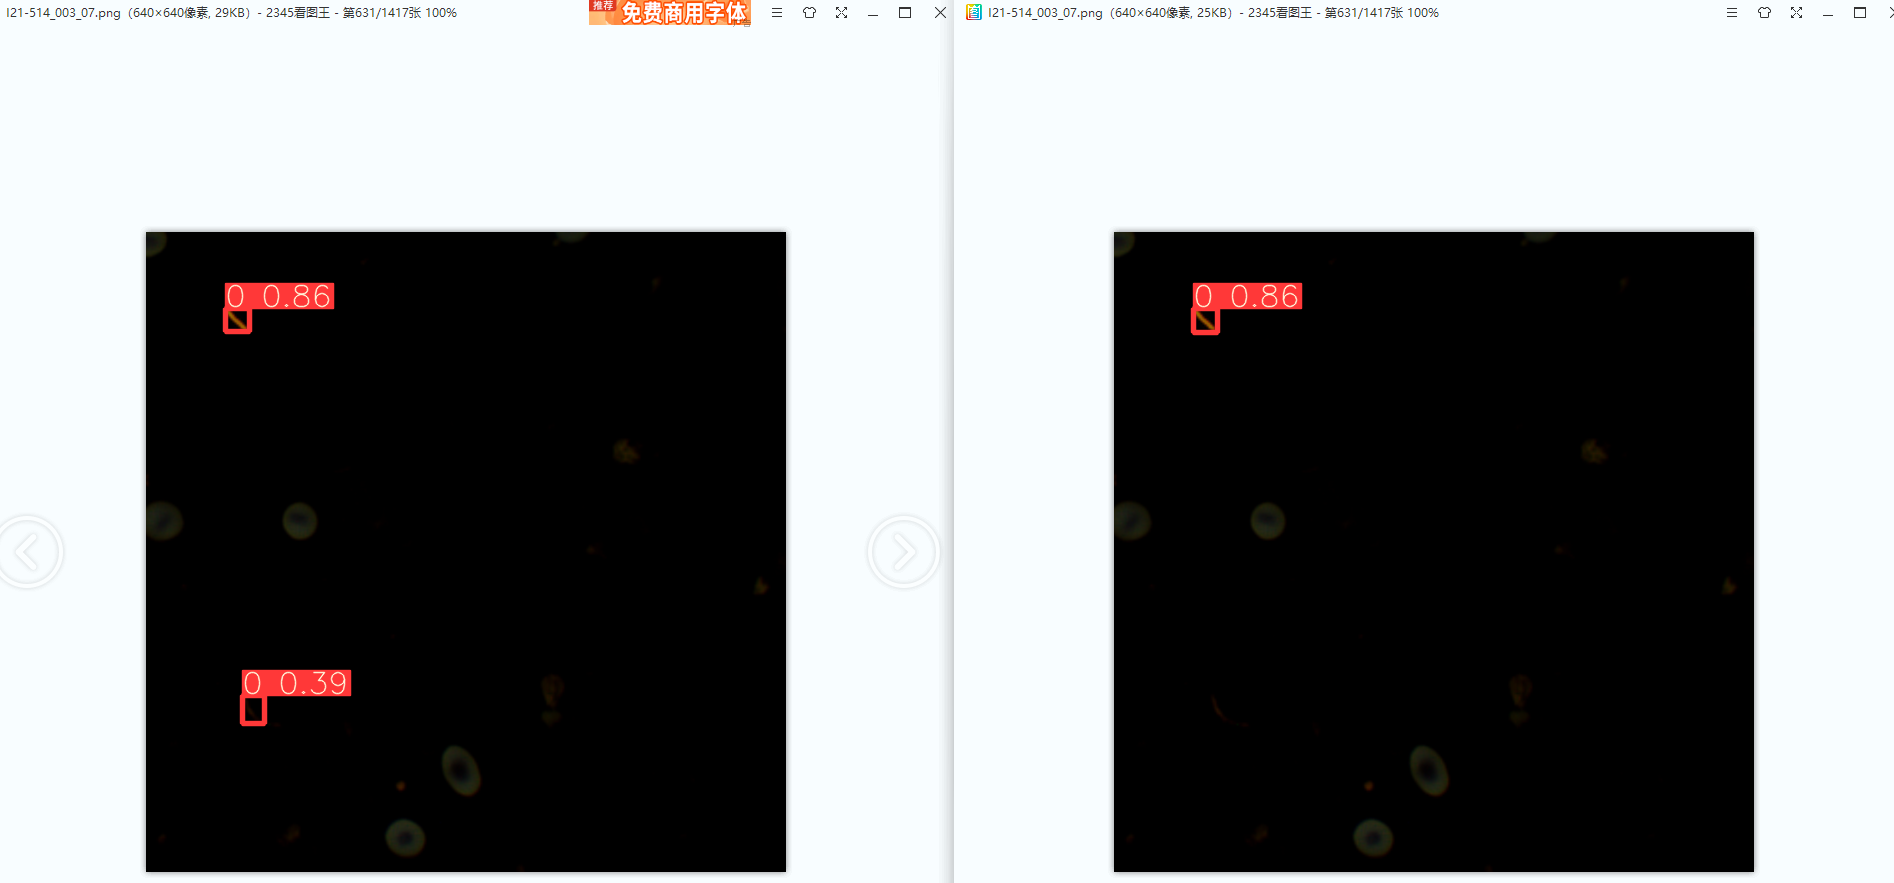 I21-514_003_07.png（640×640像素, 29KB）- 2345看图王 - 第631/1417张 100%
推荐
免费商用字体
I21-514_003_07.png（640×640像素, 25KB）- 2345看图王 - 第631/1417张 100%
0 0.86
0 0.39
0 0.86